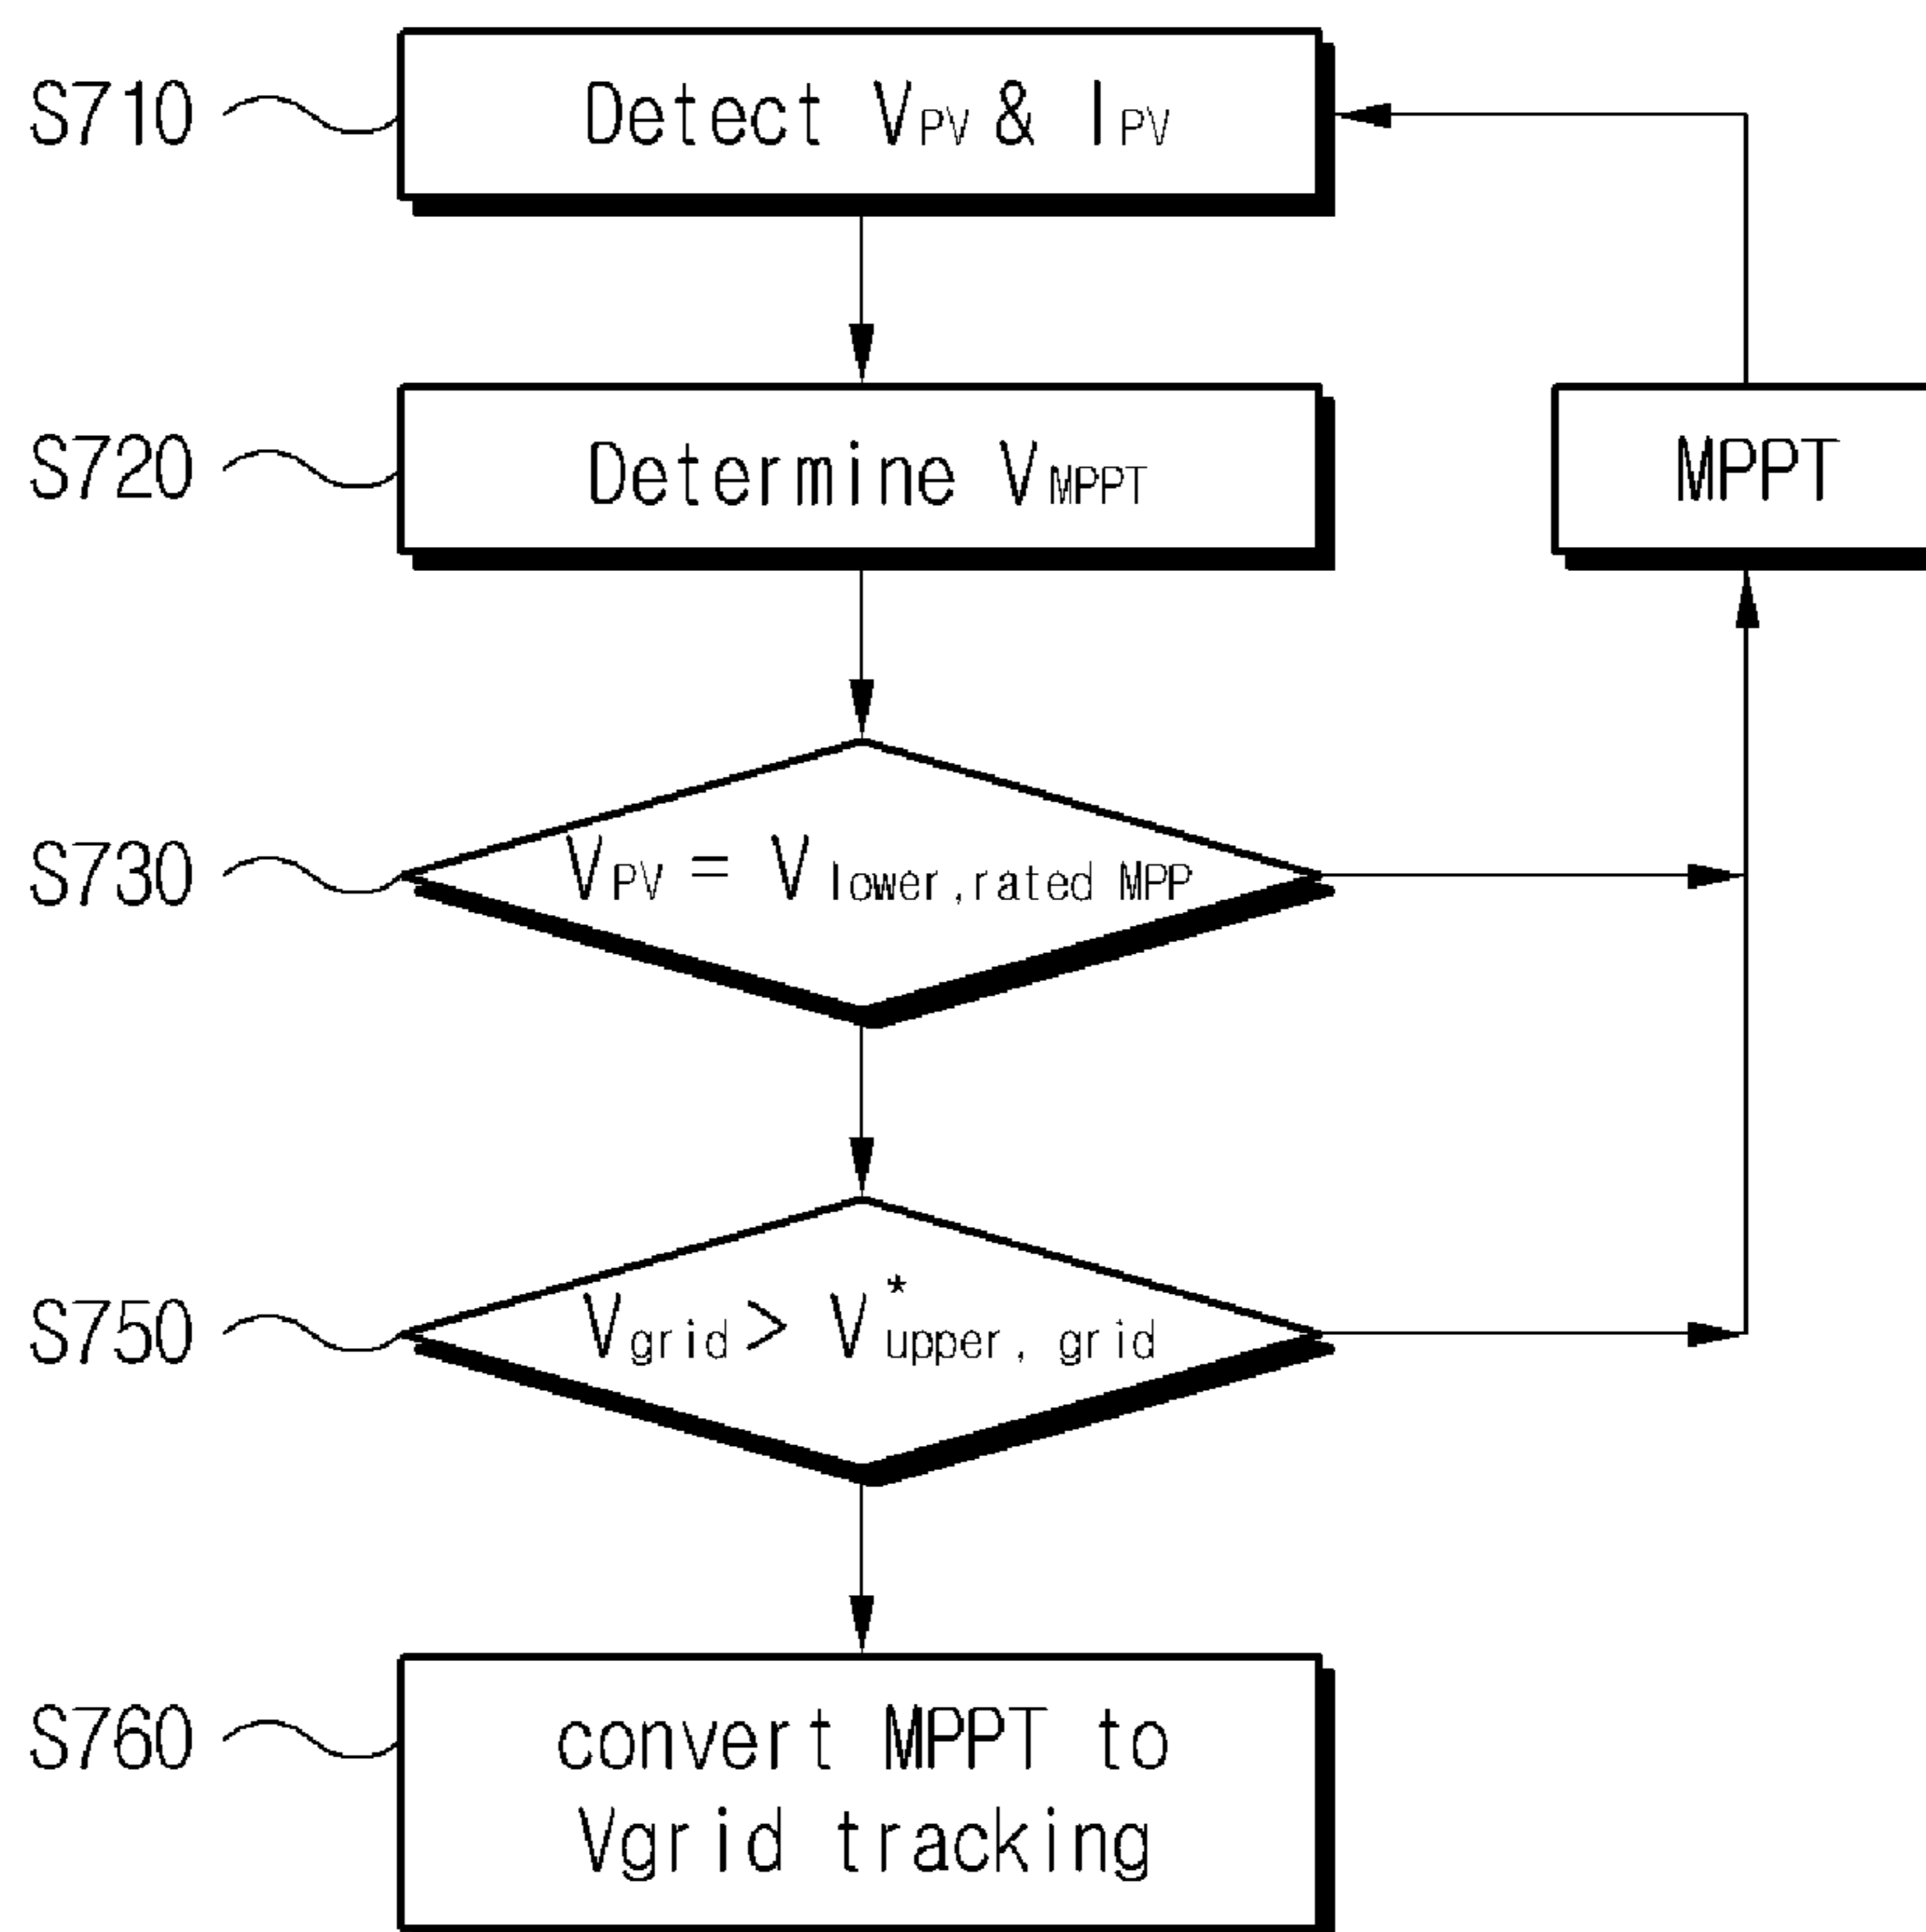 S710
Detect VPV & IPV
S720
Determine VMPPT
MPPT
S730
VPV = Vlower,rated MPP
S750
Vgrid > V*upper, grid
S760
convert MPPT to
Vgrid tracking